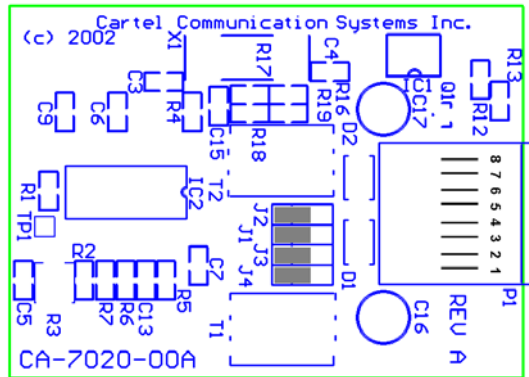 Cartel Communication Systems Inc.
(c) 2002
X1
R17
C4
R13
C3
IC1
Q1
C9
C6
R4
C15
R18
R19
R16
C17
R12
D2
R1
IC2
T2
TP1
J2
J1
J3
J4
8
7
6
5
4
3
2
1
R2
C7
D1
P1
C5
R3
R7
R6
C13
R5
T1
C16
REV A
CA-7020-00A